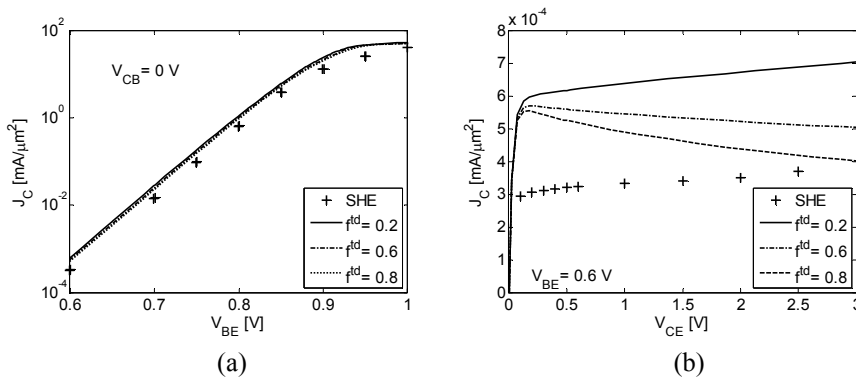 10^2
10^0
10^-2
10^-4
J_C [mA/μm^2]
V_CB = 0 V
+ SHE
f^td = 0.2
f^td = 0.6
f^td = 0.8
0.6 0.7 0.8 0.9 1
V_BE [V]
(a)
x 10^-4
8
7
6
5
4
3
2
1
0
J_C [mA/μm^2]
V_BE = 0.6 V
+ SHE
f^td = 0.2
f^td = 0.6
f^td = 0.8
0 0.5 1 1.5 2 2.5 3
V_CE [V]
(b)